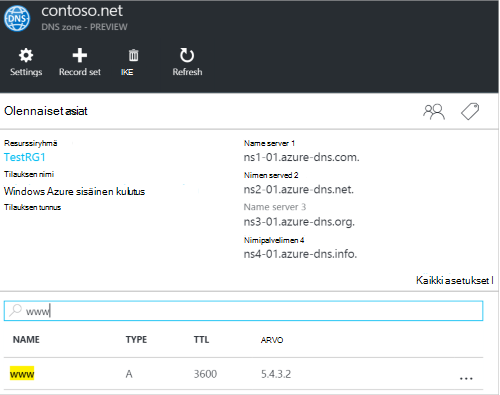 contoso.net
DNS zone - PREVIEW
DNS
Settings Record set IKE Refresh
Olennaiset asiat
Resurssiryhmä
TestRG1
Tilauksen nimi
Windows Azure sisäinen kulutus
Tilauksen tunnus
Name server 1
ns1-01.azure-dns.com.
Nimen served 2
ns2-01.azure-dns.net.
Name server 3
ns3-01.azure-dns.org.
Nimipalvelimen 4
ns4-01.azure-dns.info.
Kaikki asetukset I
www
NAME TYPE TTL ARVO
www A 3600 5.4.3.2 ...